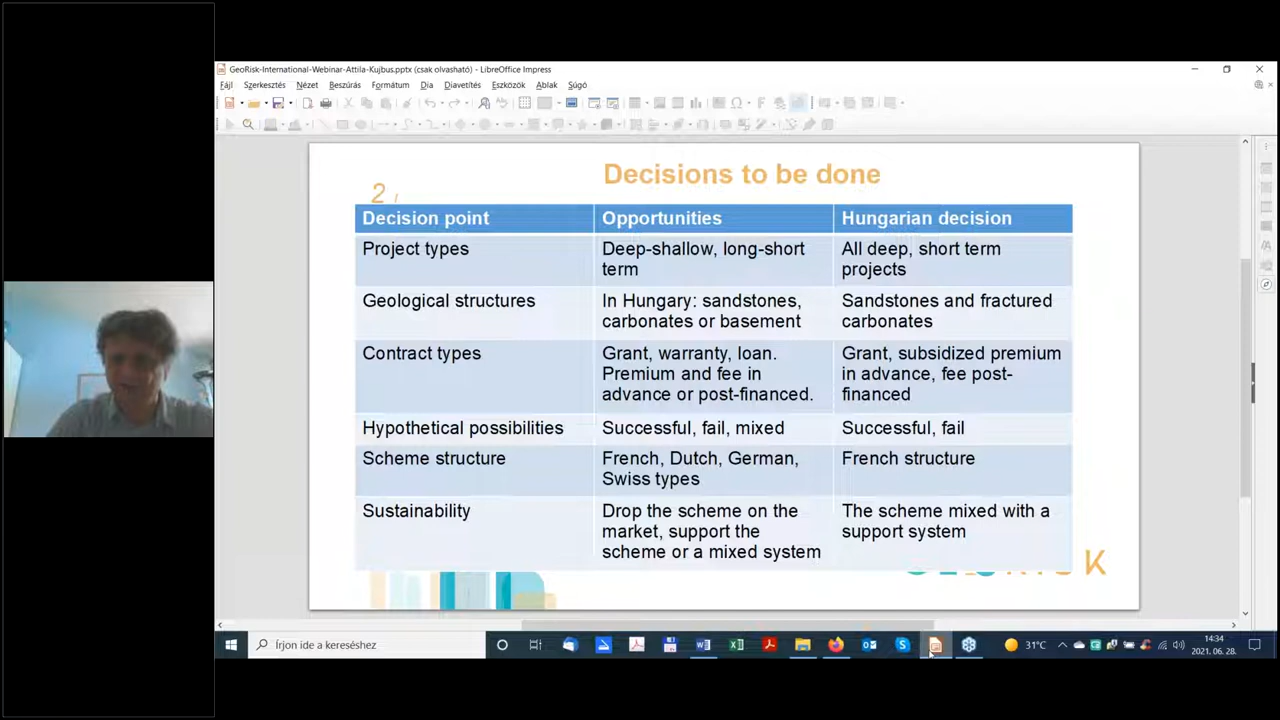 GeoRisk-International-Webinar-Attila-Kujbus.pptx (csak olvasható) - LibreOffice Impress
Fájl Szerkesztés Nézet Beszúrás Formátum Dia Diavetítés Eszközök Ablak Súgó
Decisions to be done
2
Decision point Opportunities Hungarian decision
Project types Deep-shallow, long-short All deep, short term
term projects
Geological structures In Hungary: sandstones, Sandstones and fractured
carbonates or basement carbonates
Contract types Grant, warranty, loan. Grant, subsidized premium
Premium and fee in in advance, fee post-
advance or post-financed. financed
Hypothetical possibilities Successful, fail, mixed Successful, fail
Scheme structure French, Dutch, German, French structure
Swiss types
Sustainability Drop the scheme on the The scheme mixed with a
market, support the support system
scheme or a mixed system
Írjon ide a kereséshez
31°C
14:34
2021. 06. 28.